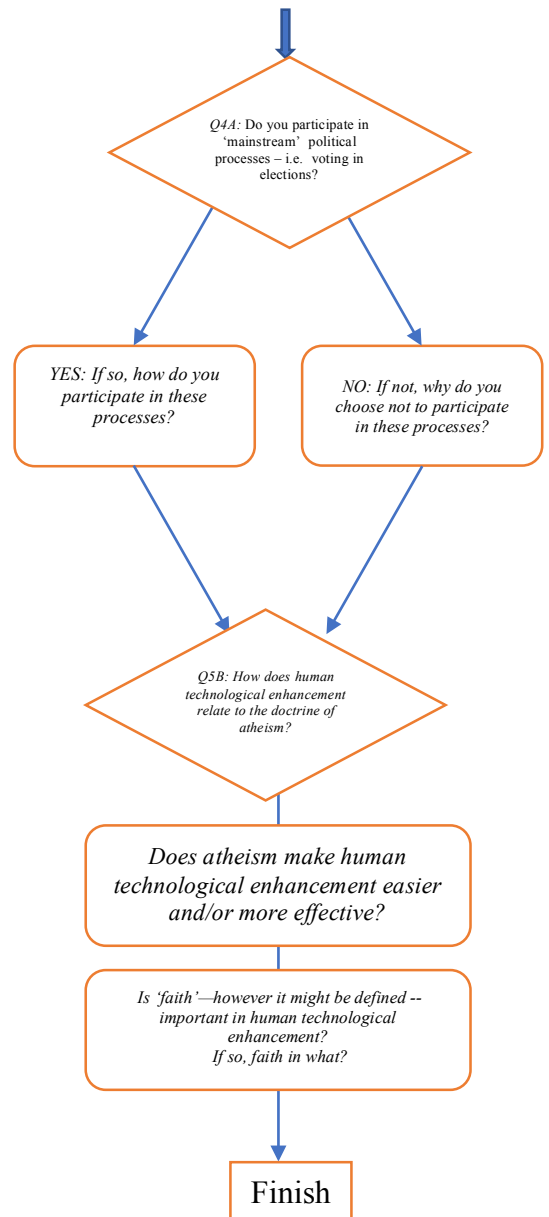 Q4A: Do you participate in
‘mainstream’ political
processes – i.e. voting in
elections?
YES: If so, how do you
participate in these
processes?
NO: If not, why do you
choose not to participate
in these processes?
Q5B: How does human
technological enhancement
relate to the doctrine of
atheism?
Does atheism make human
technological enhancement easier
and/or more effective?
Is ‘faith’—however it might be defined --
important in human technological
enhancement?
If so, faith in what?
Finish